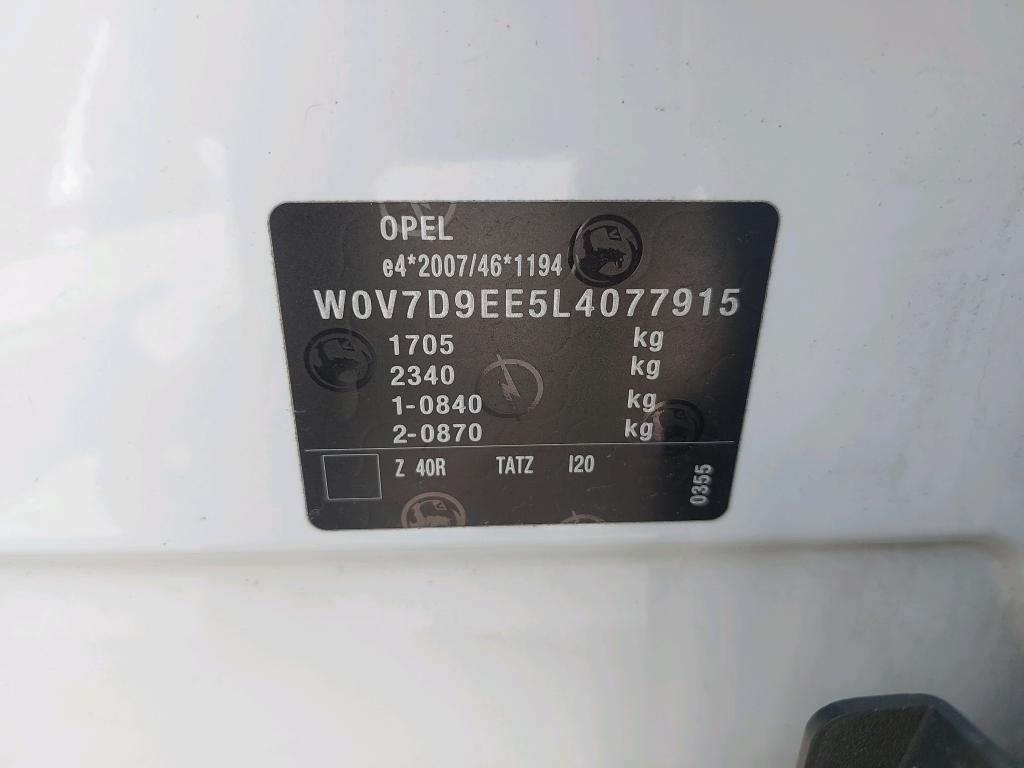 OPEL
e4*2007/46*1194
W0V7D9EE5L4077915
1705 kg
2340 kg
1-0840 kg
2-0870 kg
Z 40R TATZ I20
0355